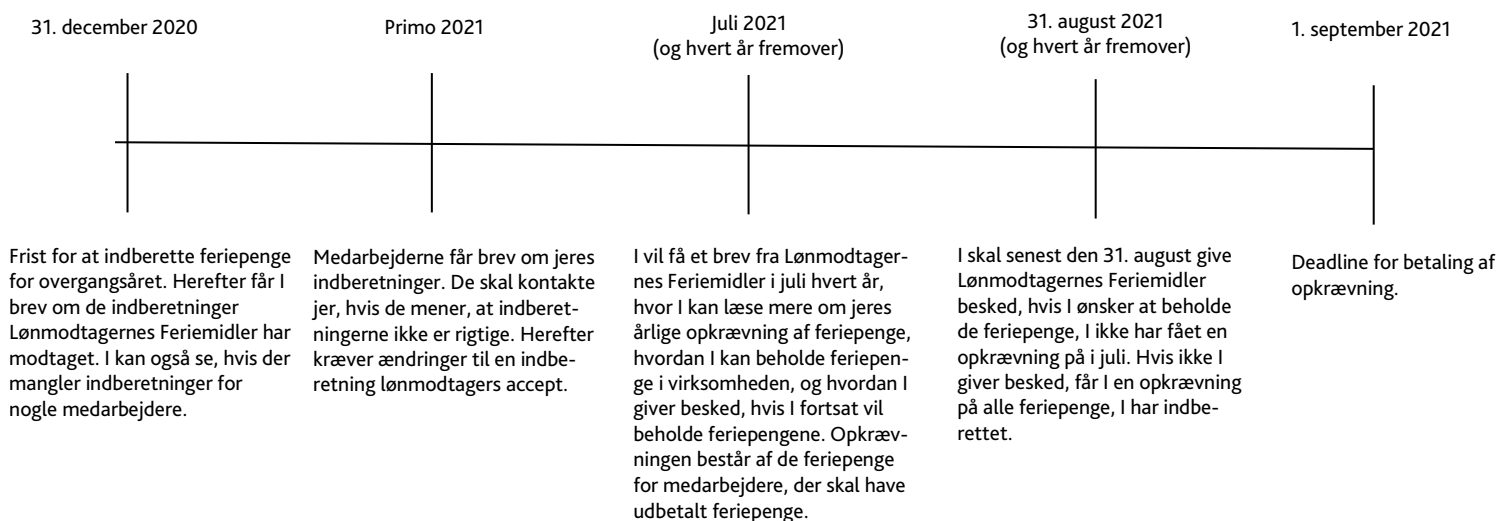 31. december 2020
Frist for at indberette feriepenge
for overgangsåret. Herefter får I
brev om de indberetninger
Lønmodtagernes Feriemidler har
modtaget. I kan også se, hvis der
mangler indberetninger for
nogle medarbejdere.
Primo 2021
Medarbejderne får brev om jeres
indberetninger. De skal kontakte
jer, hvis de mener, at indberet-
ningerne ikke er rigtige. Herefter
kræver ændringer til en indbe-
retning lønmodtagers accept.
Juli 2021
(og hvert år fremover)
I vil få et brev fra Lønmodtager-
nes Feriemidler i juli hvert år,
hvor I kan læse mere om jeres
årlige opkrævning af feriepenge,
hvordan I kan beholde feriepen-
ge i virksomheden, og hvordan I
giver besked, hvis I fortsat vil
beholde feriepengene. Opkræv-
ningen består af de feriepenge
for medarbejdere, der skal have
udbetalt feriepenge.
31. august 2021
(og hvert år fremover)
I skal senest den 31. august give
Lønmodtagernes Feriemidler
besked, hvis I ønsker at beholde
de feriepenge, I ikke har fået en
opkrævning på i juli. Hvis ikke I
giver besked, får I en opkrævning
på alle feriepenge, I har indbe-
rettet.
1. september 2021
Deadline for betaling af
opkrævning.